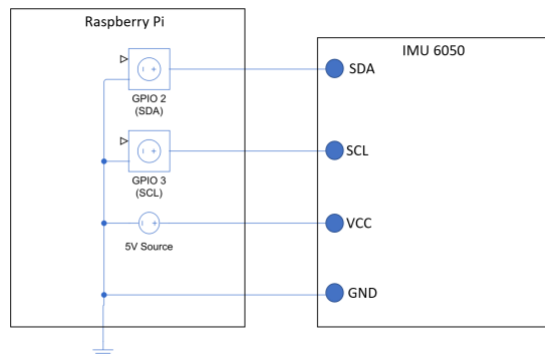 Raspberry Pi
IMU 6050
SDA
GPIO 2
(SDA)
SCL
GPIO 3
(SCL)
VCC
5V Source
GND